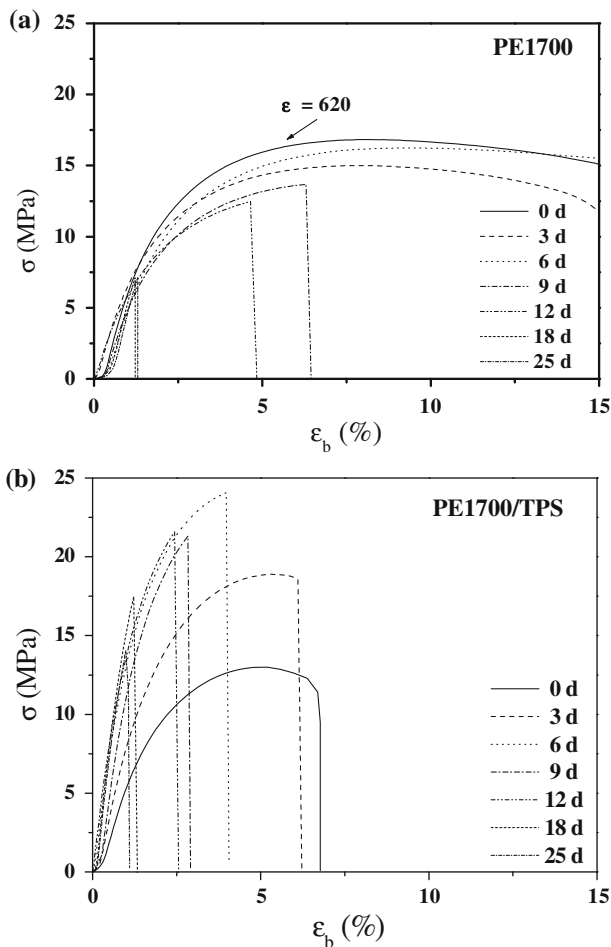 (a)
PE1700
ε = 620
σ (MPa)
25
20
15
10
5
0
0 d
3 d
6 d
9 d
12 d
18 d
25 d
0
5
10
15
ε_b (%)
(b)
PE1700/TPS
σ (MPa)
25
20
15
10
5
0
0 d
3 d
6 d
9 d
12 d
18 d
25 d
0
5
10
15
ε_b (%)